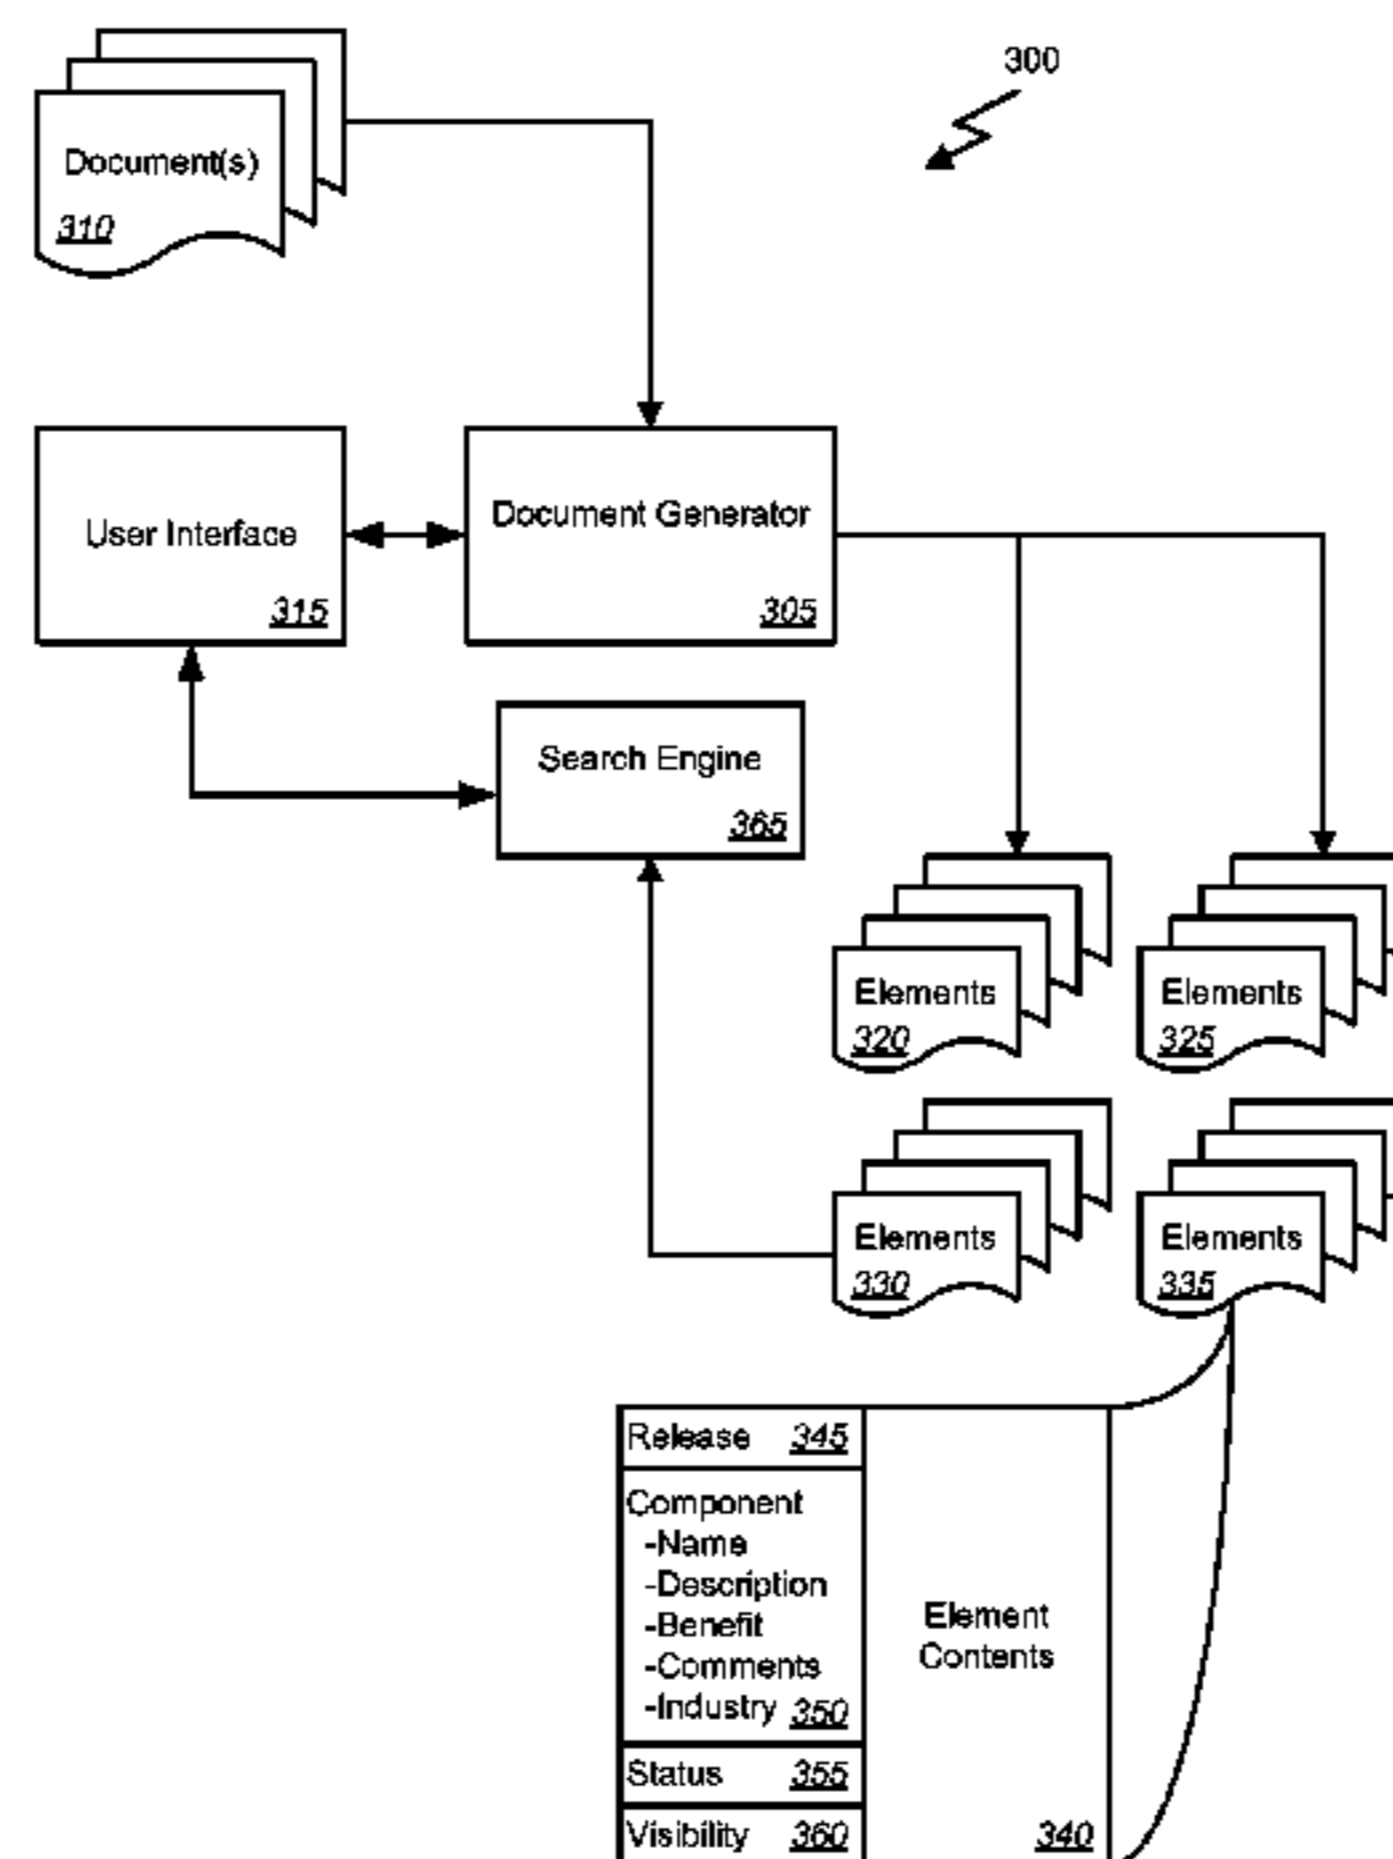 300
Document(s)
310
User Interface
315
Document Generator
305
Search Engine
365
Elements
320
Elements
325
Elements
330
Elements
335
Release 345
Component
-Name
-Description
-Benefit
-Comments
-Industry 350
Status 355
Visibility 360
Element
Contents
340